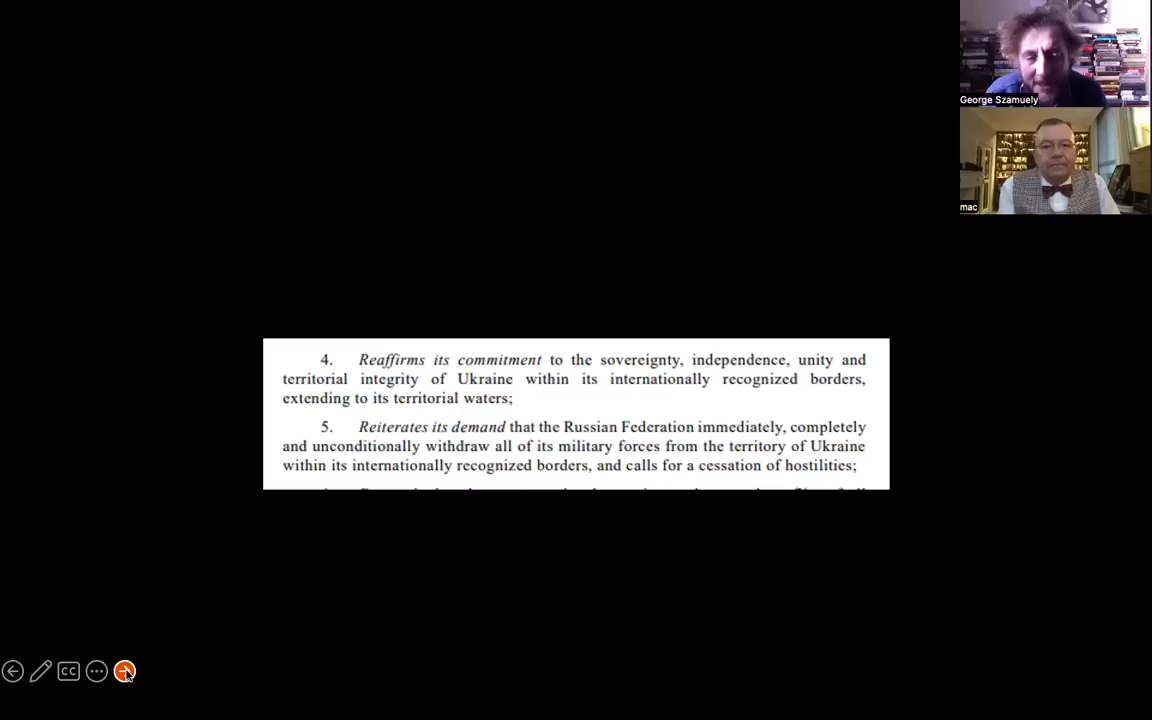 George Szamuely
mac
4. Reaffirms its commitment to the sovereignty, independence, unity and
territorial integrity of Ukraine within its internationally recognized borders,
extending to its territorial waters;
5. Reiterates its demand that the Russian Federation immediately, completely
and unconditionally withdraw all of its military forces from the territory of Ukraine
within its internationally recognized borders, and calls for a cessation of hostilities;
CC